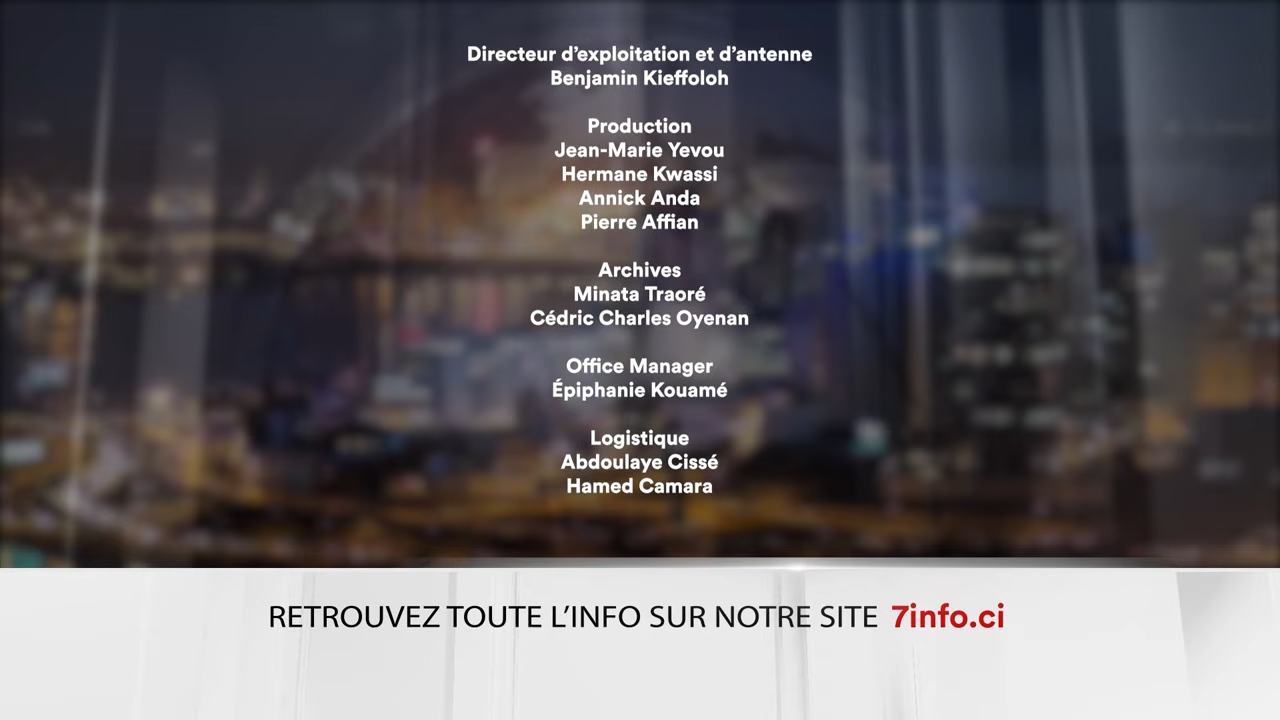 Directeur d'exploitation et d'antenne
Benjamin Kieffoloh
Production
Jean-Marie Yevou
Hermane Kwassi
Annick Anda
Pierre Affian
Archives
Minata Traoré
Cédric Charles Oyenan
Office Manager
Épiphanie Kouamé
Logistique
Abdoulaye Cissé
Hamed Camara
RETROUVEZ TOUTE L'INFO SUR NOTRE SITE 7info.ci